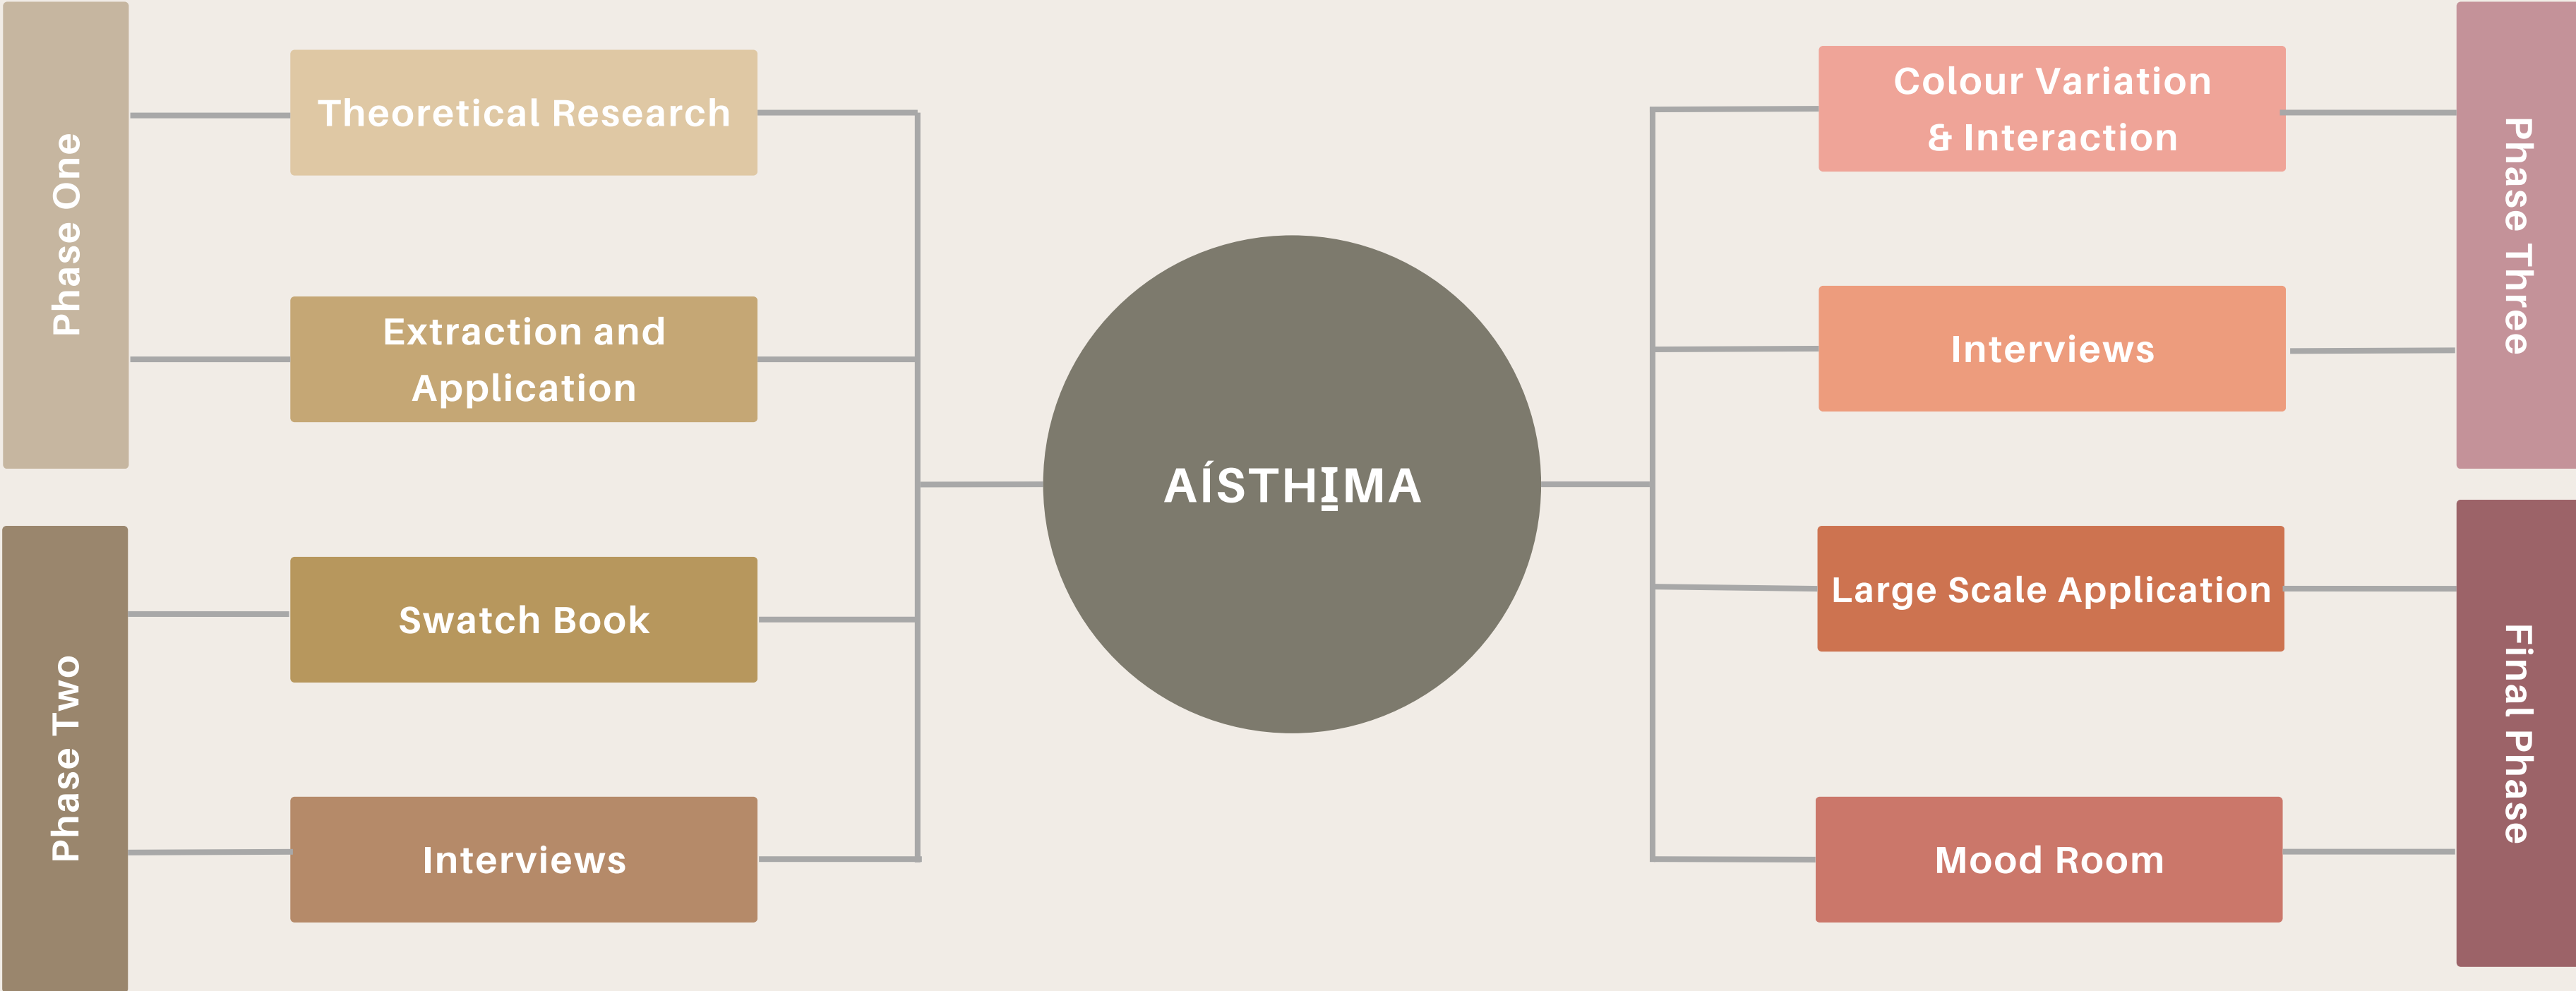 Phase One
Theoretical Research
Extraction and
Application
Phase Two
Swatch Book
Interviews
AÍSTHI̱MA
Colour Variation
& Interaction
Interviews
Phase Three
Large Scale Application
Mood Room
Final Phase